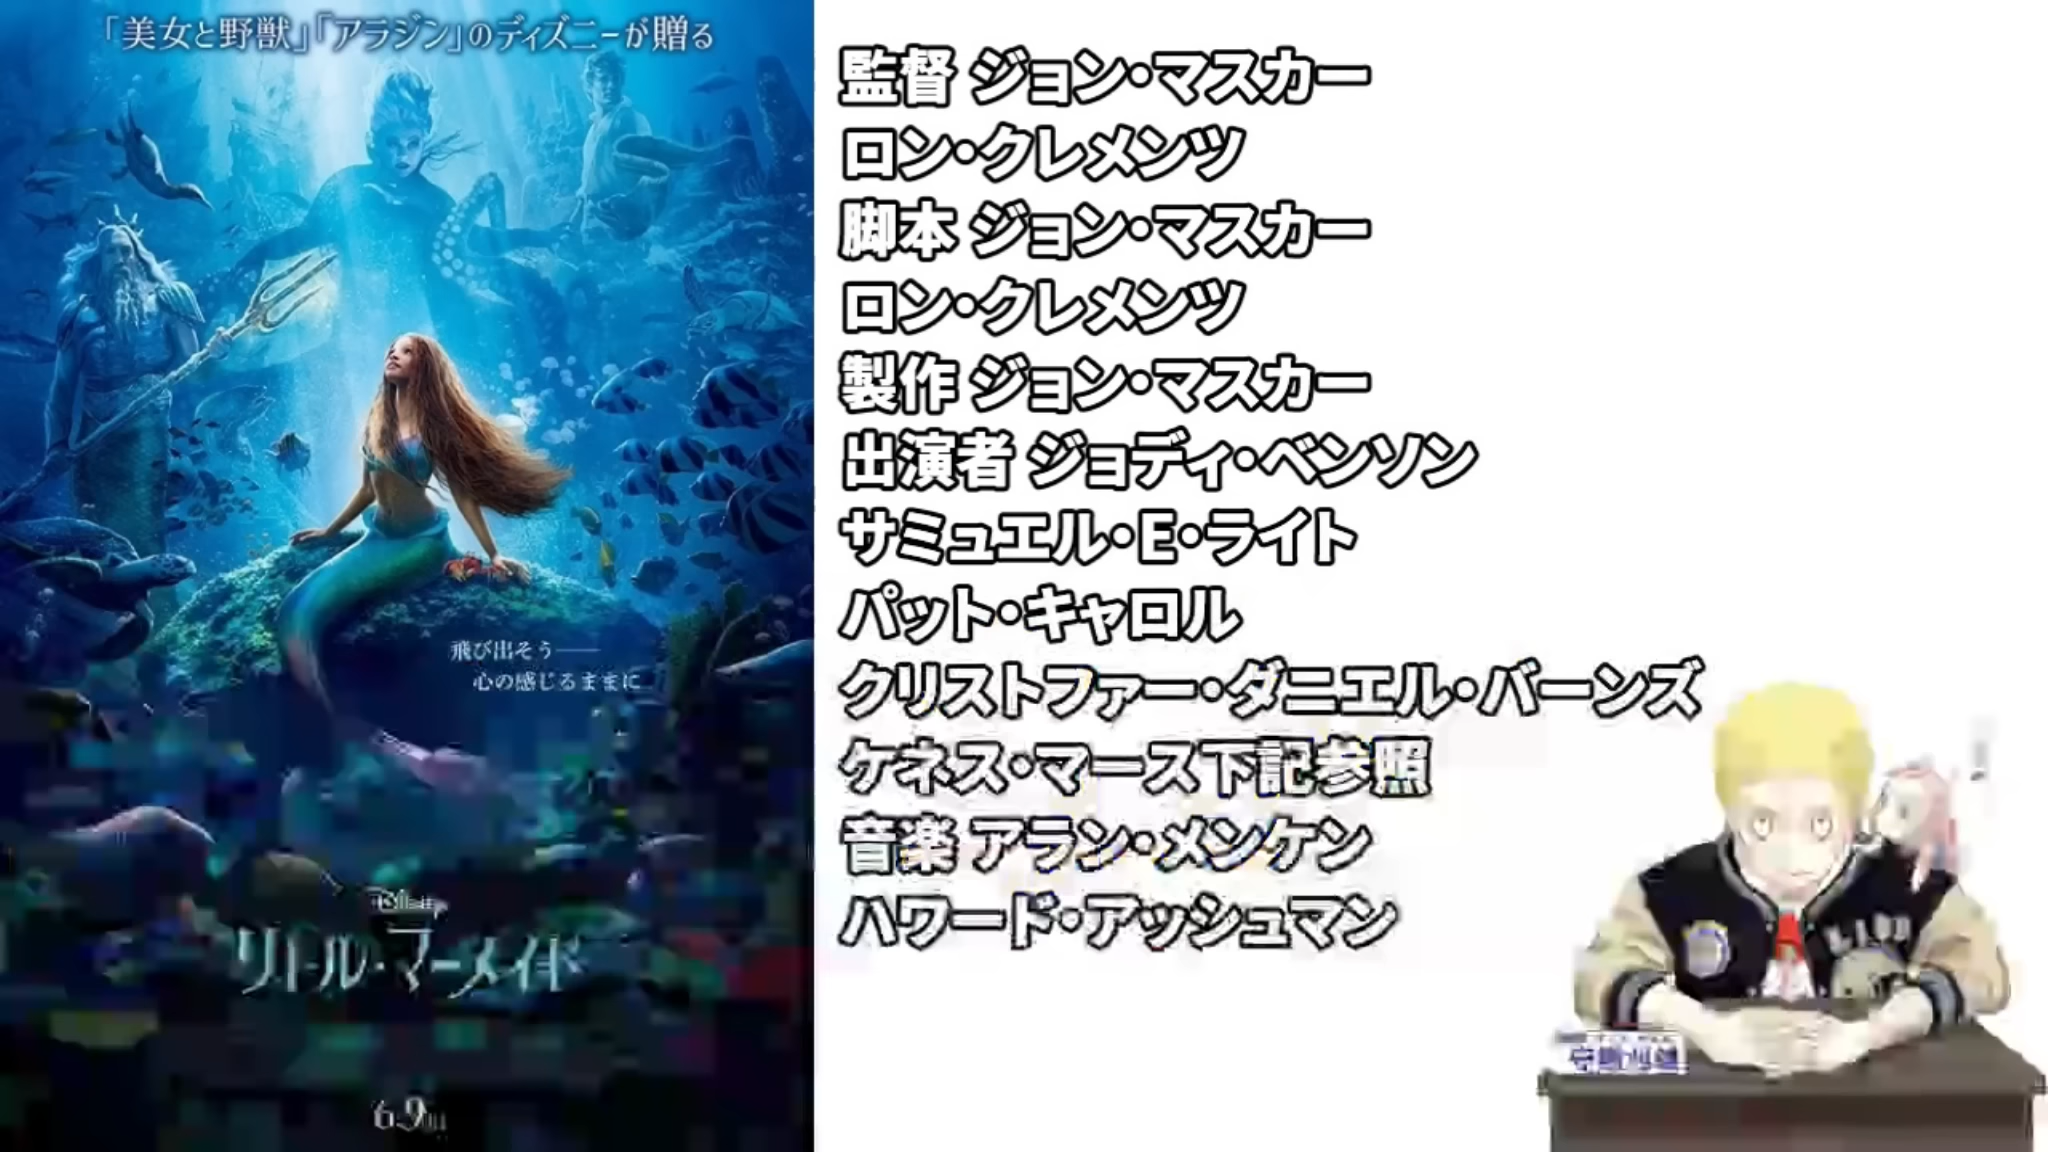 「美女と野獣」「アラジン」のディズニーが贈る
飛び出そう――
心の感じるままに
Disney
リトル・マーメイド
6.9
監督 ジョン・マスカー
ロン・クレメンツ
脚本 ジョン・マスカー
ロン・クレメンツ
製作 ジョン・マスカー
出演者 ジョディ・ベンソン
サミュエル・E・ライト
パット・キャロル
クリストファー・ダニエル・バーンズ
ケネス・マース下記参照
音楽 アラン・メンケン
ハワード・アッシュマン